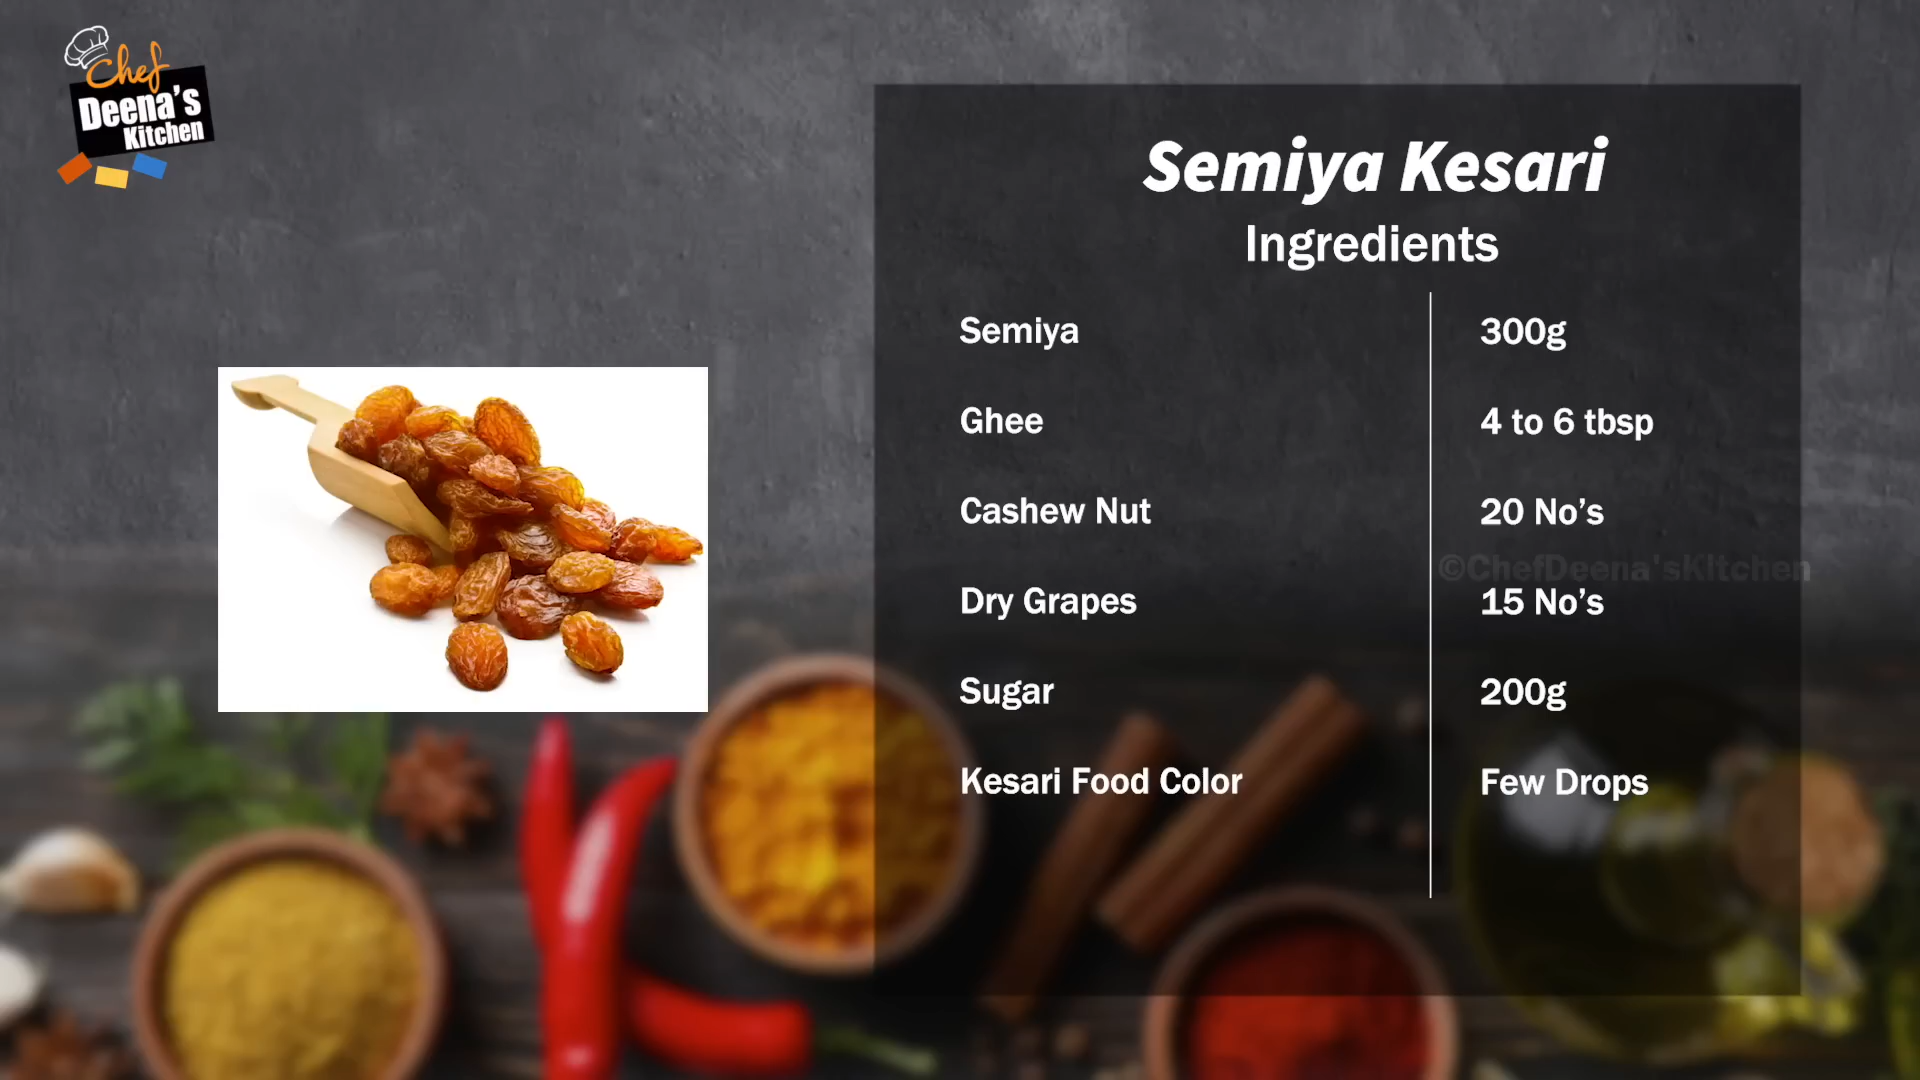 Chef
Deena's
Kitchen
Semiya Kesari
Ingredients
Semiya 300g
Ghee 4 to 6 tbsp
Cashew Nut 20 No's
©ChefDeena'sKitchen
Dry Grapes 15 No's
Sugar 200g
Kesari Food Color Few Drops